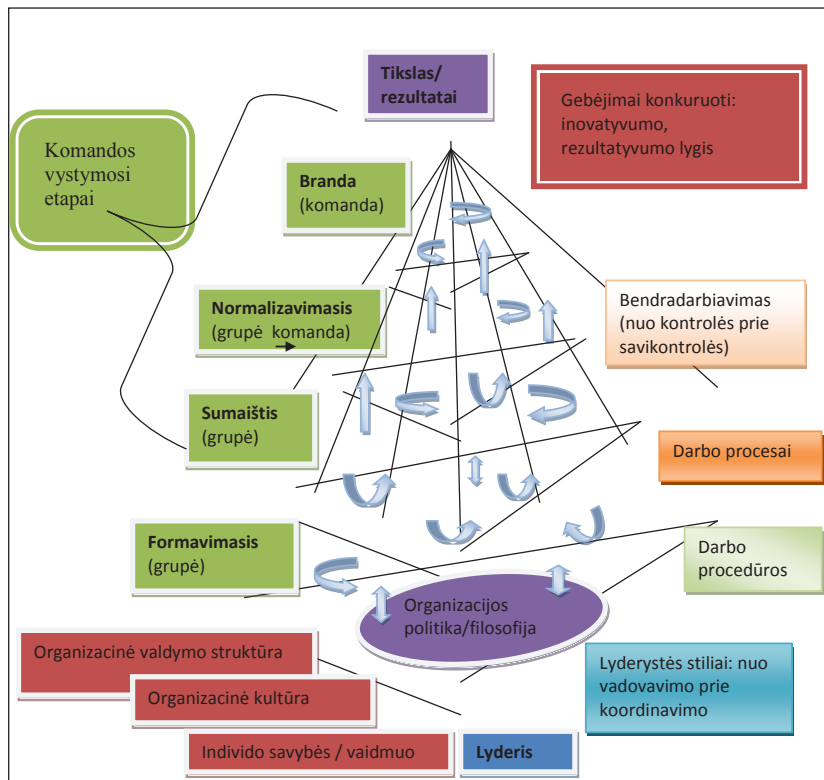 Tikslas/
rezultatai
Gebėjimai konkuruoti:
inovatyvumo,
rezultatyvumo lygis
Komandos
vystymosi
etapai
Branda
(komanda)
Normalizavimasis
(grupė komanda)
Bendradarbiavimas
(nuo kontrolės prie
savikontrolės)
Sumaištis
(grupė)
Darbo procesai
Formavimasis
(grupė)
Darbo
procedūros
Organizacijos
politika/filosofija
Organizacinė valdymo struktūra
Organizacinė kultūra
Lyderystės stiliai: nuo
vadovavimo prie
koordinavimo
Individo savybės / vaidmuo
Lyderis